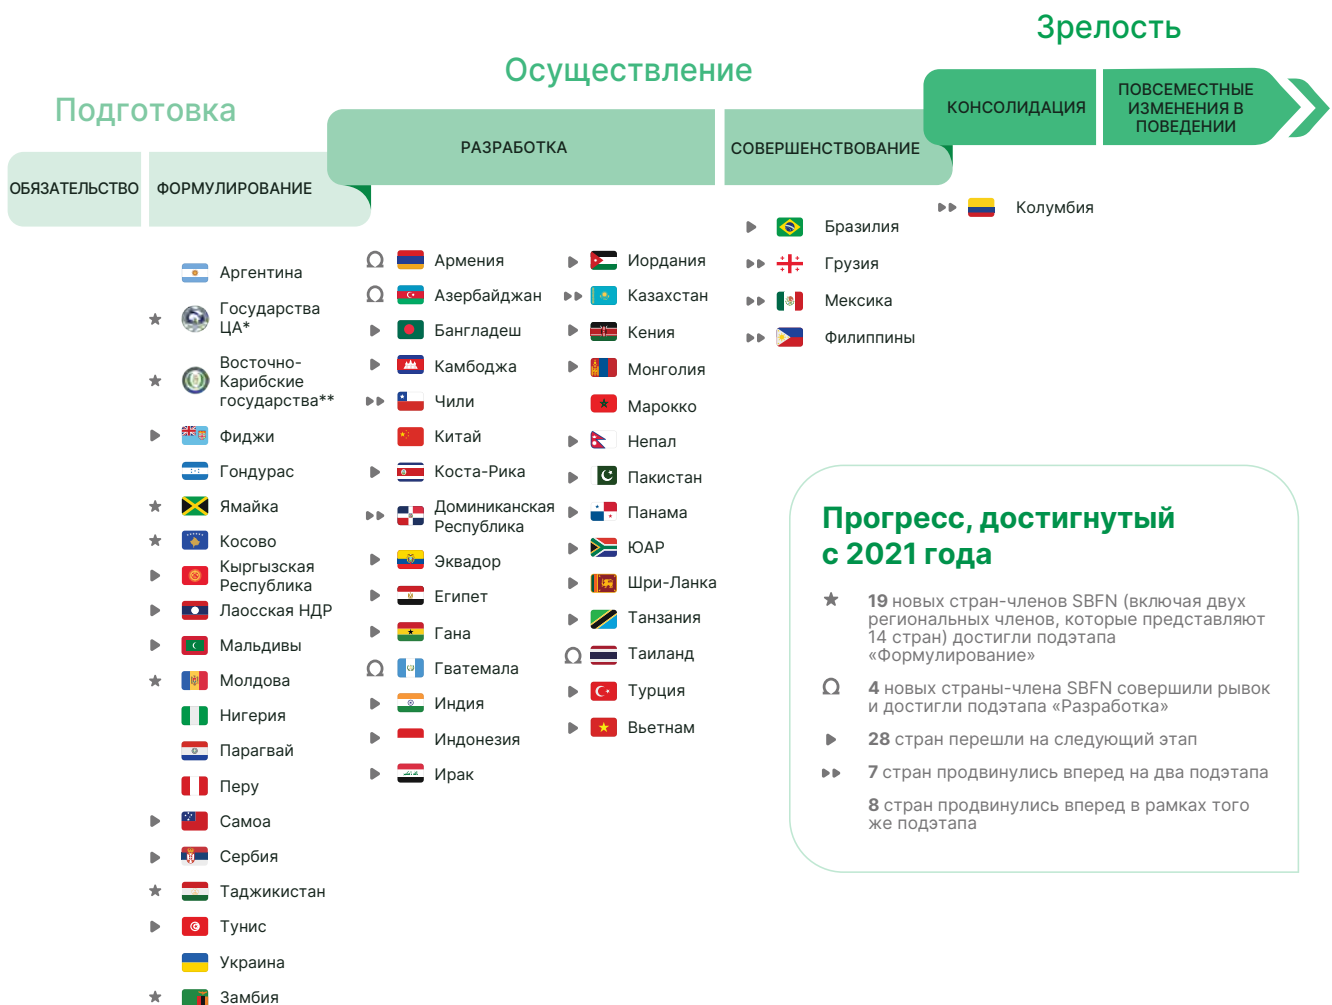 Зрелость
Осуществление
Подготовка
КОНСОЛИДАЦИЯ
ПОВСЕМЕСТНЫЕ
ИЗМЕНЕНИЯ В
ПОВЕДЕНИИ
РАЗРАБОТКА
СОВЕРШЕНСТВОВАНИЕ
ОБЯЗАТЕЛЬСТВО
ФОРМУЛИРОВАНИЕ
Аргентина
Государства
ЦА*
Восточно-
Карибские
государства**
Фиджи
Гондурас
Ямайка
Косово
Кыргызская
Республика
Лаосская НДР
Мальдивы
Молдова
Нигерия
Парагвай
Перу
Самоа
Сербия
Таджикистан
Тунис
Украина
Замбия
Армения
Азербайджан
Бангладеш
Камбоджа
Чили
Китай
Коста-Рика
Доминиканская
Республика
Эквадор
Египет
Гана
Гватемала
Индия
Индонезия
Ирак
Иордания
Казахстан
Кения
Монголия
Марокко
Непал
Пакистан
Панама
ЮАР
Шри-Ланка
Танзания
Таиланд
Турция
Вьетнам
Бразилия
Грузия
Мексика
Филиппины
Колумбия
Прогресс, достигнутый
с 2021 года
19 новых стран-членов SBFN (включая двух
региональных членов, которые представляют
14 стран) достигли подэтапа
«Формулирование»
4 новых страны-члена SBFN совершили рывок
и достигли подэтапа «Разработка»
28 стран перешли на следующий этап
7 стран продвинулись вперед на два подэтапа
8 стран продвинулись вперед в рамках того
же подэтапа